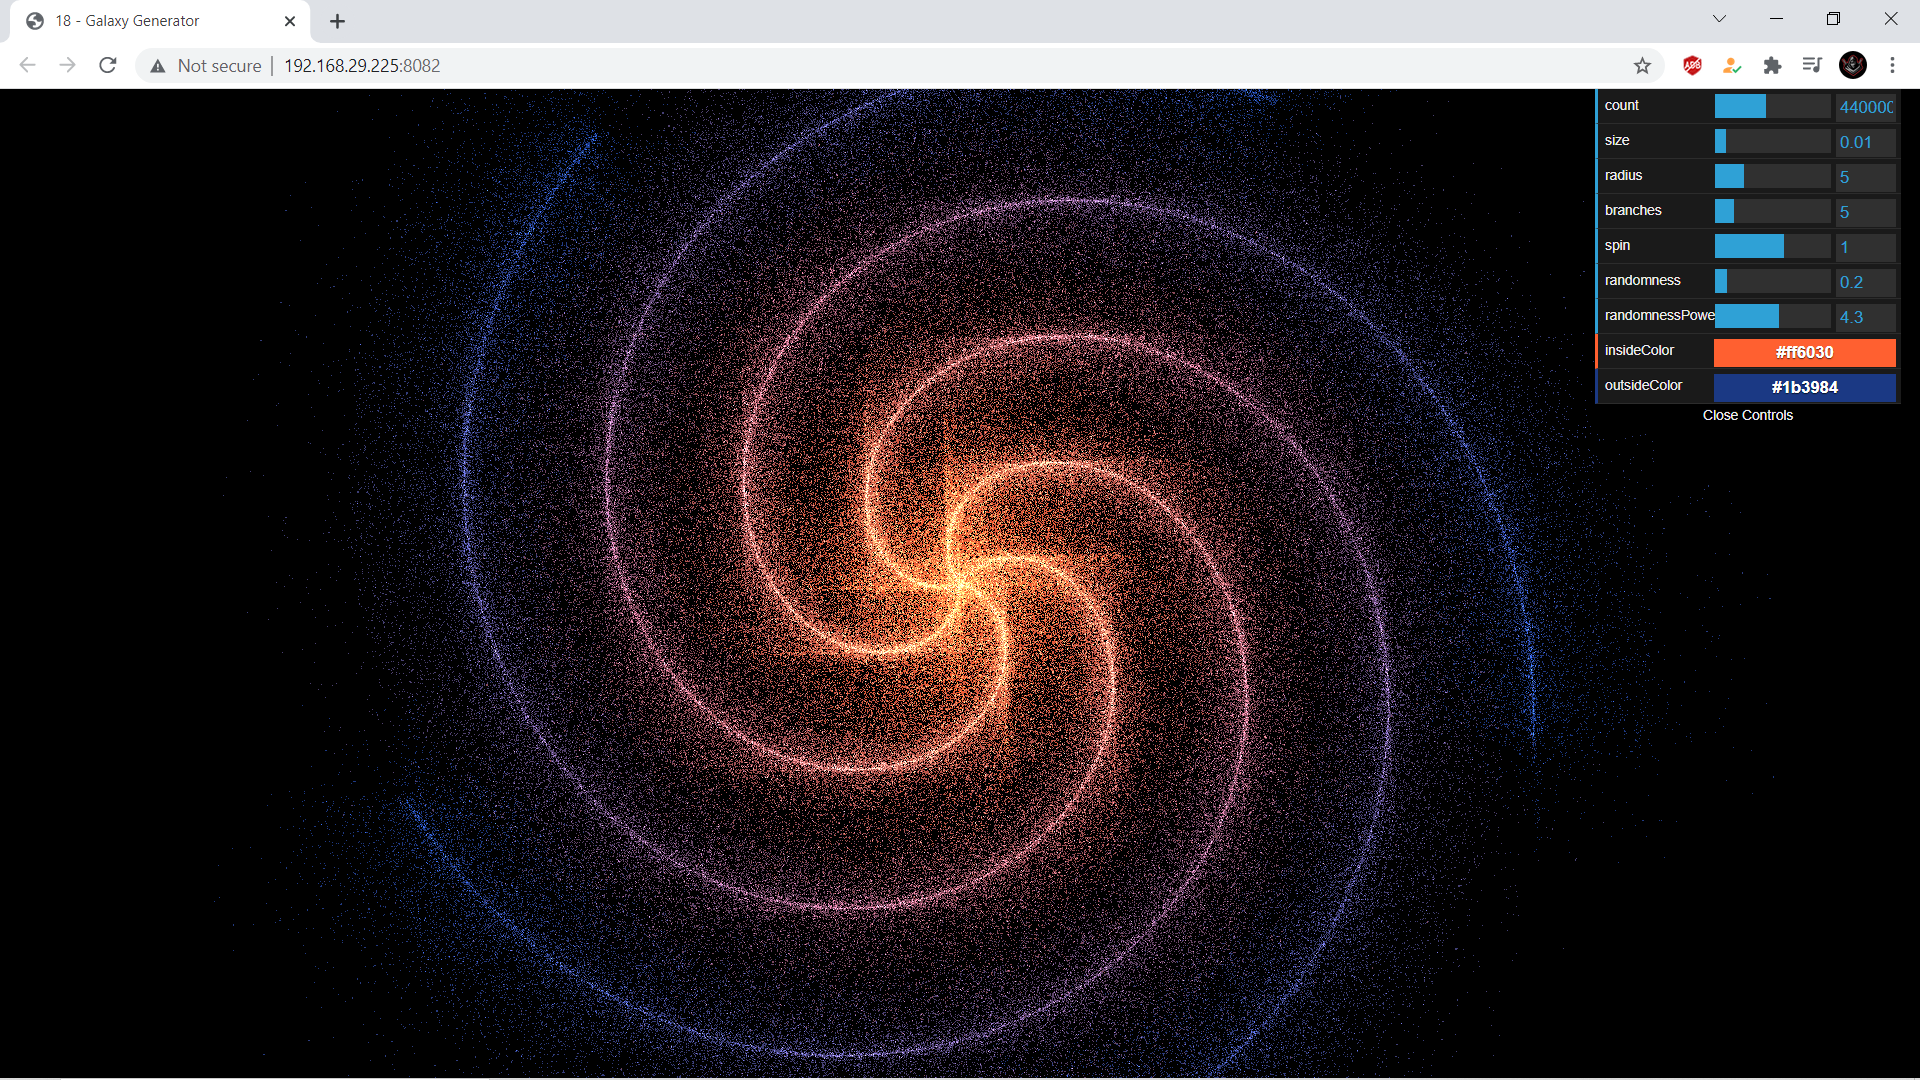 18 - Galaxy Generator
Not secure 192.168.29.225:8082
count 440000
size 0.01
radius 5
branches 5
spin 1
randomness 0.2
randomnessPowe 4.3
insideColor #ff6030
outsideColor #1b3984
Close Controls